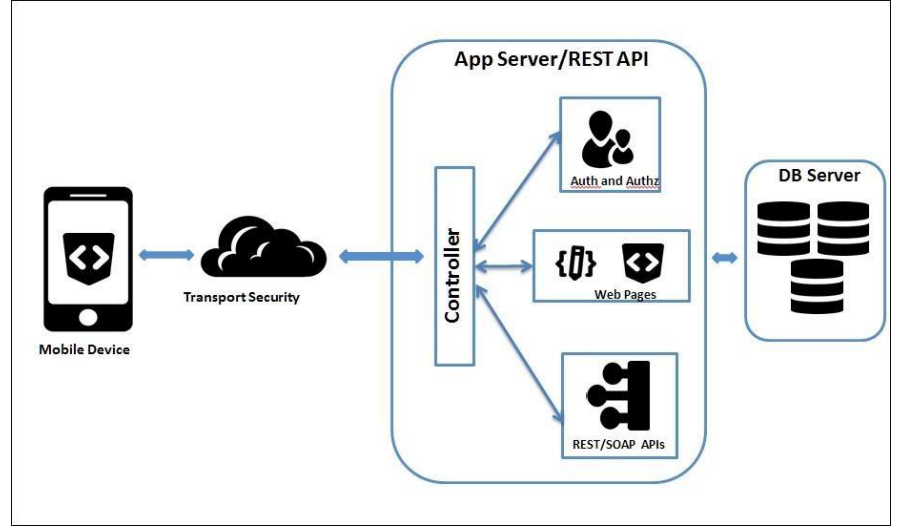 App Server/REST API
Auth and Authz
DB Server
Controller
Web Pages
Transport Security
Mobile Device
REST/SOAP APIs